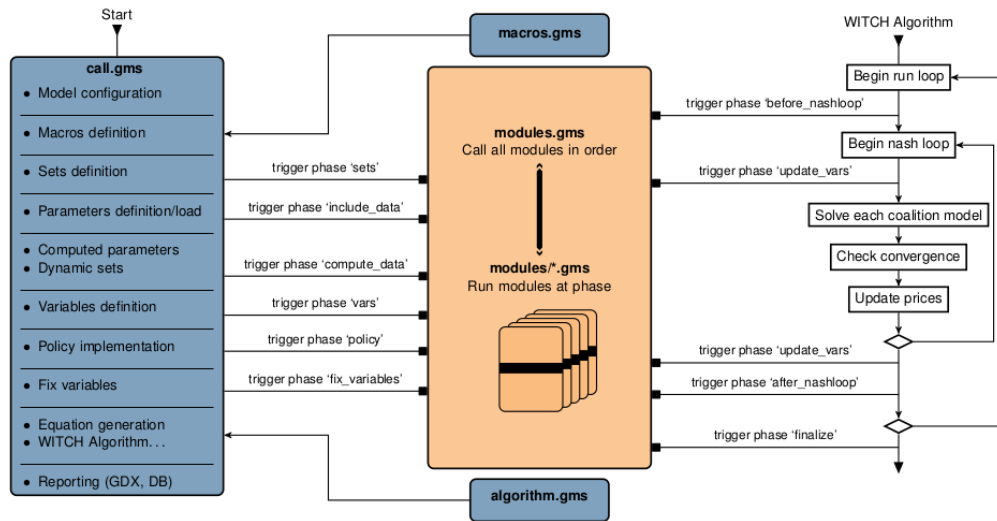 Start
call.gms
● Model configuration
● Macros definition
● Sets definition
● Parameters definition/load
● Computed parameters
● Dynamic sets
● Variables definition
● Policy implementation
● Fix variables
● Equation generation
● WITCH Algorithm...
● Reporting (GDX, DB)
trigger phase ‘sets’
trigger phase ‘include_data’
trigger phase ‘compute_data’
trigger phase ‘vars’
trigger phase ‘policy’
trigger phase ‘fix_variables’
macros.gms
modules.gms
Call all modules in order
modules/*.gms
Run modules at phase
algorithm.gms
trigger phase ‘before_nashloop’
trigger phase ‘update_vars’
trigger phase ‘update_vars’
trigger phase ‘after_nashloop’
trigger phase ‘finalize’
WITCH Algorithm
Begin run loop
Begin nash loop
Solve each coalition model
Check convergence
Update prices